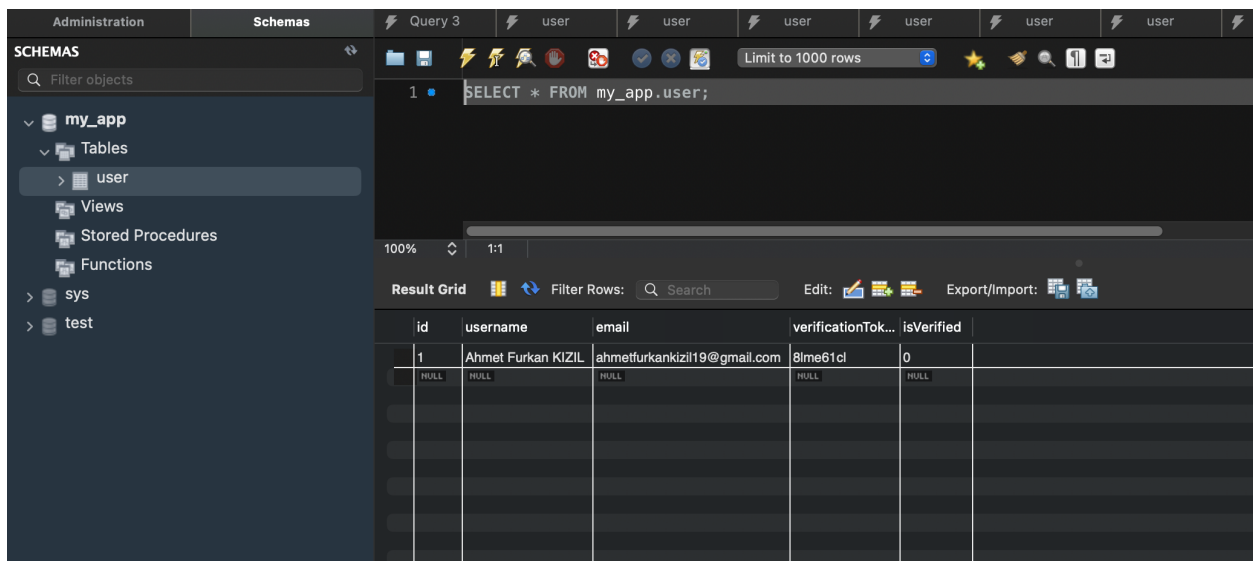 Administration Schemas Query 3 user user user user user user
SCHEMAS
Filter objects
my_app
Tables
user
Views
Stored Procedures
Functions
sys
test
Limit to 1000 rows
1 SELECT * FROM my_app.user;
100% 1:1
Result Grid Filter Rows: Search Edit: Export/Import:
id username email verificationTok... isVerified
1 Ahmet Furkan KIZIL ahmetfurkankizil19@gmail.com 8lme61cl 0
NULL NULL NULL NULL NULL